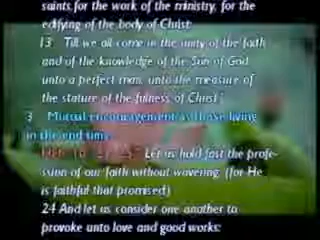 saints, for the work of the ministry, for the
edifying of the body of Christ:
13 Till we all come in the unity of the faith
and of the knowledge of the Son of God
unto a perfect man, unto the measure of
the stature of the fulness of Christ
3 Mutual encouragement as those living
in the end time
Let us hold fast the profe-
ssion of our faith without wavering (for He
is faithful that promised)
24 And let us consider one another to
provoke unto love and good works: